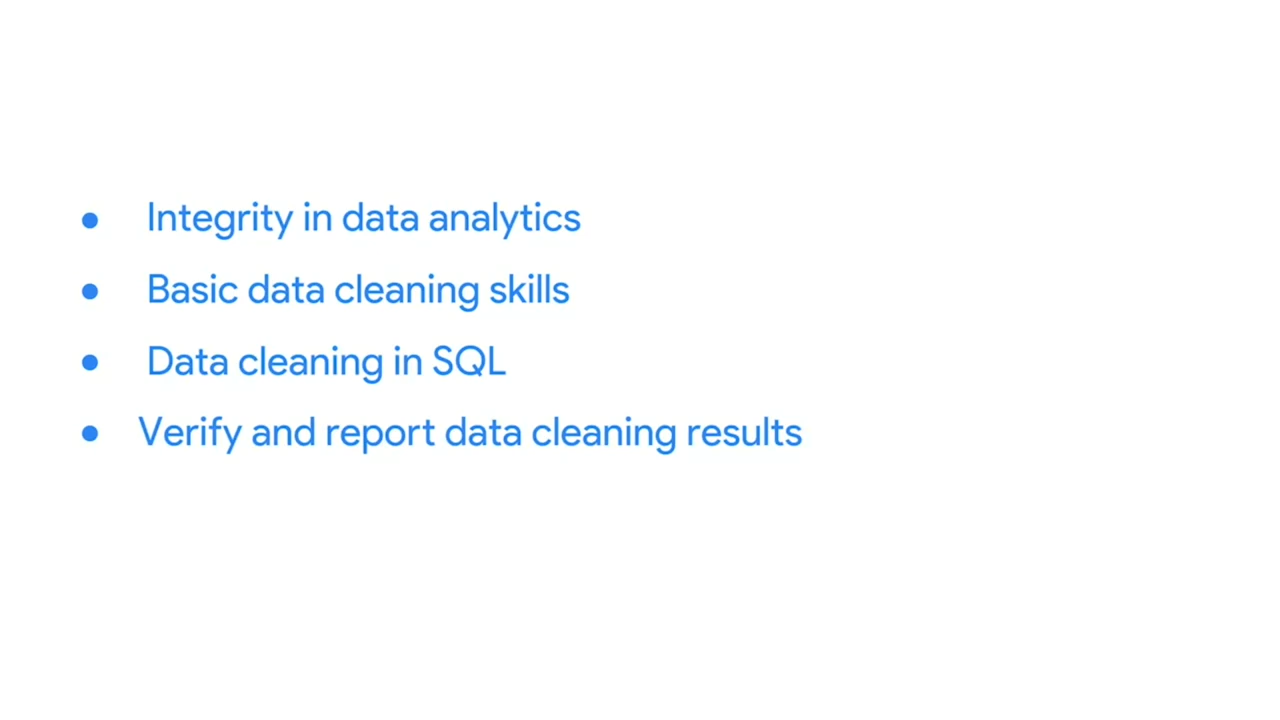 ● Integrity in data analytics
● Basic data cleaning skills
● Data cleaning in SQL
● Verify and report data cleaning results